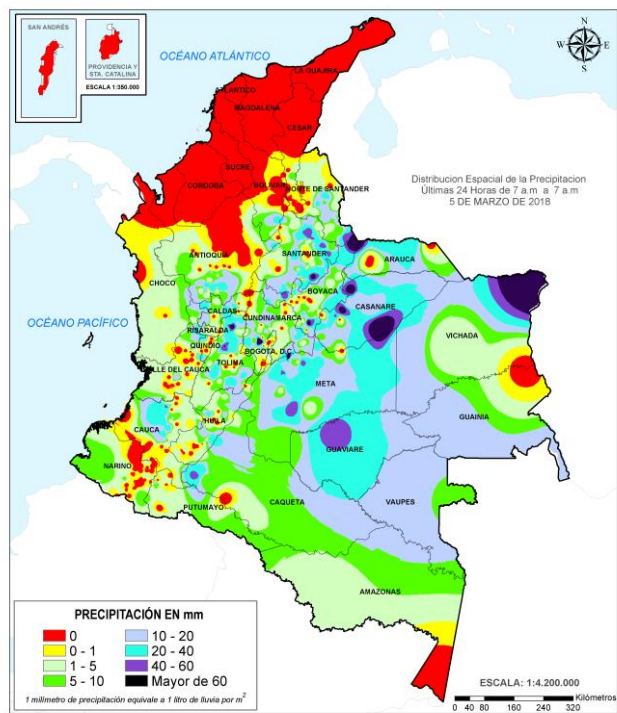 SAN ANDRÉS
PROVIDENCIA Y
STA. CATALINA
ESCALA 1:350.000
OCÉANO ATLÁNTICO
N
W
E
S
LA GUAJIRA
ATLANTICO
MAGDALENA
CESAR
SUCRE
CORDOBA
BOLIVAR
NORTE DE SANTANDER
Distribucion Espacial de la Precipitacion
Últimas 24 Horas de 7 a.m a 7 a.m
5 DE MARZO DE 2018
ANTIOQUIA
SANTANDER
ARAUCA
CHOCO
BOYACA
CASANARE
CALDAS
CUNDINAMARCA
OCÉANO PACÍFICO
RISARALDA
VICHADA
QUINDIO
BOGOTA, D.C.
TOLIMA
VALLE DEL CAUCA
META
GUAINIA
HUILA
CAUCA
GUAVIARE
NARIÑO
CAQUETA
VAUPES
PUTUMAYO
AMAZONAS
PRECIPITACIÓN EN mm
0
10 - 20
0 - 1
20 - 40
1 - 5
40 - 60
5 - 10
Mayor de 60
1 milimetro de precipitación equivale a 1 litro de lluvia por m2
ESCALA: 1:4.200.000
Kilómetros
0 40 80 160 240 320